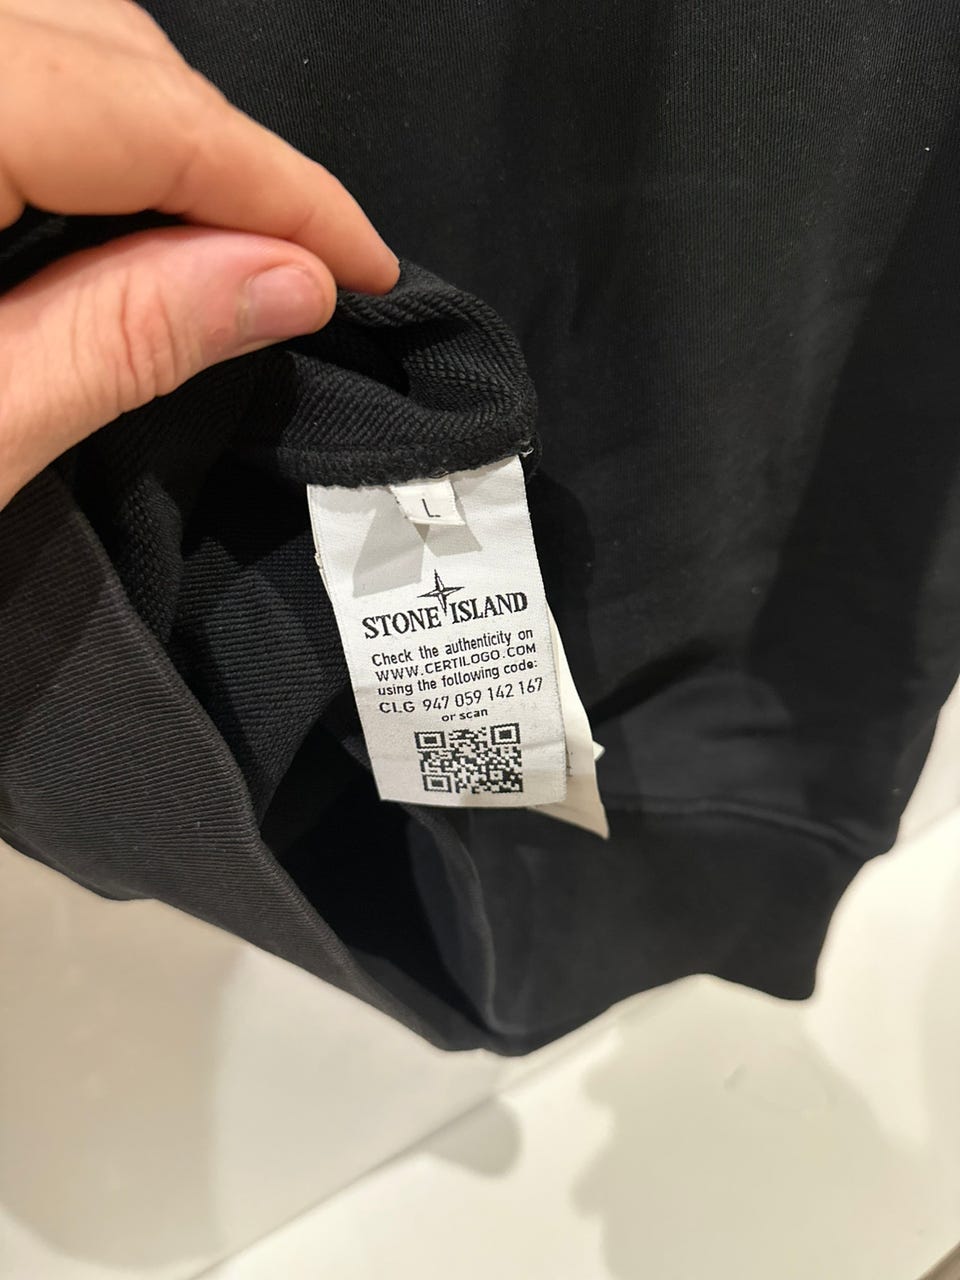 L
STONE ISLAND
Check the authenticity on
WWW.CERTILOGO.COM
using the following code:
CLG 947 059 142 167
or scan